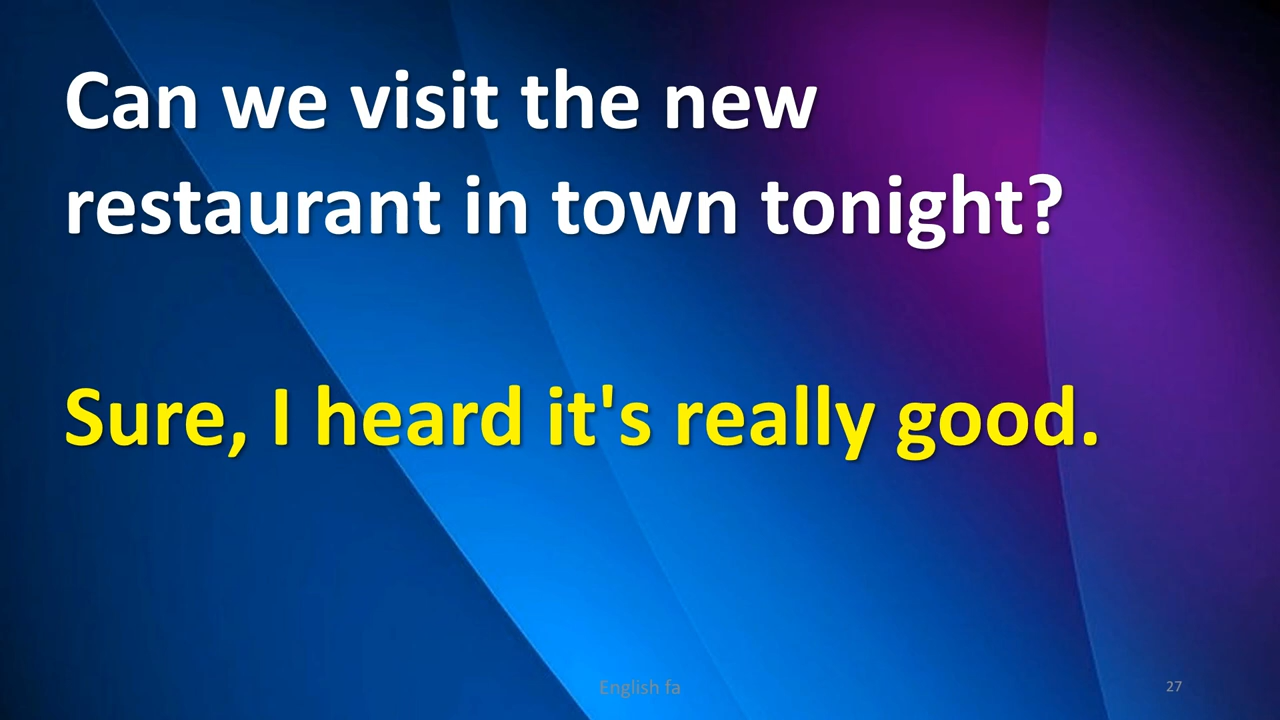 Can we visit the new
restaurant in town tonight?
Sure, I heard it's really good.
English fa
27